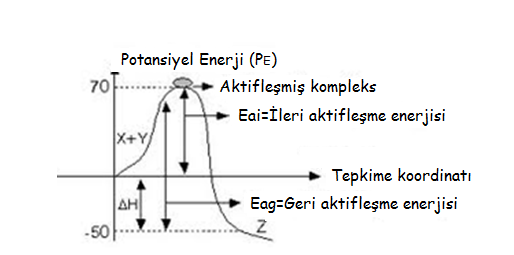 Potansiyel Enerji (PE)
70
Aktifleşmiş kompleks
Eai=İleri aktifleşme enerjisi
X+Y
Tepkime koordinatı
ΔH
Eag=Geri aktifleşme enerjisi
-50
Z